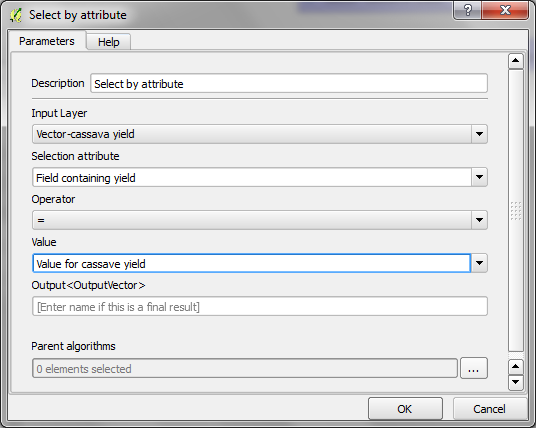 Select by attribute
?
Parameters
Help
Description Select by attribute
Input Layer
Vector-cassava yield
Selection attribute
Field containing yield
Operator
=
Value
Value for cassave yield
Output<OutputVector>
[Enter name if this is a final result]
Parent algorithms
0 elements selected ...
OK Cancel